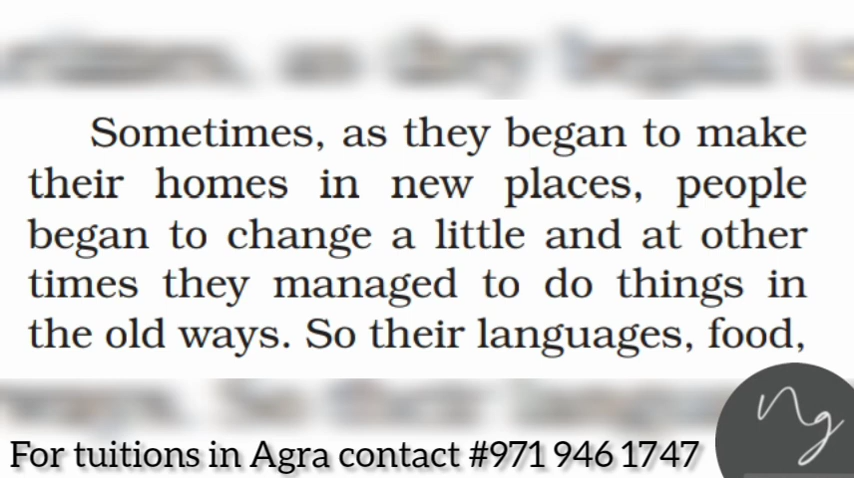 Sometimes, as they began to make
their homes in new places, people
began to change a little and at other
times they managed to do things in
the old ways. So their languages, food,
ng
For tuitions in Agra contact #971 946 1747